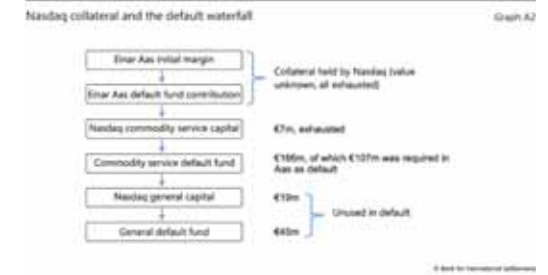 Nasdaq collateral and the default waterfall
Graph A2
Einar Aas initial margin
Einar Aas default fund contribution
Collateral held by Nasdaq (value
unknown, all exhausted)
Nasdaq commodity service capital
€7m, exhausted
Commodity service default fund
€166m, of which €107m was required in
Aas as default
Nasdaq general capital
€19m
Unused in default
General default fund
€45m
© Bank for International Settlements